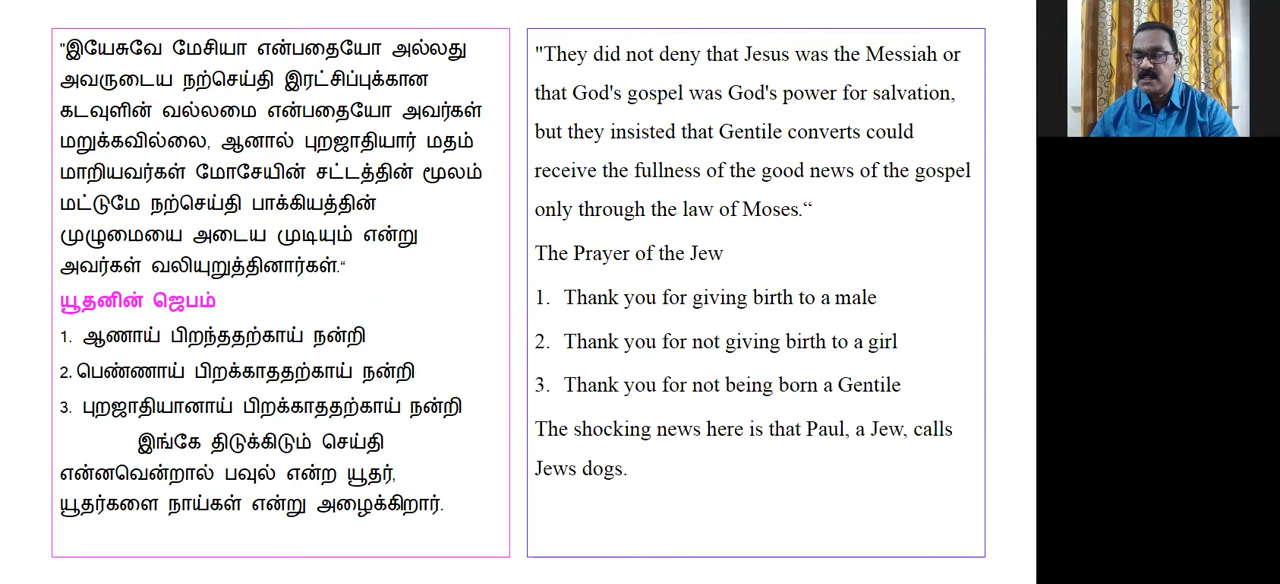 "இயேசுவே மேசியா என்பதையோ அல்லது
அவருடைய நற்செய்தி இரட்சிப்புக்கான
கடவுளின் வல்லமை என்பதையோ அவர்கள்
மறுக்கவில்லை, ஆனால் புறஜாதியார் மதம்
மாறியவர்கள் மோசேயின் சட்டத்தின் மூலம்
மட்டுமே நற்செய்தி பாக்கியத்தின்
முழுமையை அடைய முடியும் என்று
அவர்கள் வலியுறுத்தினார்கள்.“
யூதனின் ஜெபம்
1. ஆணாய் பிறந்ததற்காய் நன்றி
2. பெண்ணாய் பிறக்காததற்காய் நன்றி
3. புறஜாதியானாய் பிறக்காததற்காய் நன்றி
இங்கே திடுக்கிடும் செய்தி
என்னவென்றால் பவுல் என்ற யூதர்,
யூதர்களை நாய்கள் என்று அழைக்கிறார்.
"They did not deny that Jesus was the Messiah or
that God's gospel was God's power for salvation,
but they insisted that Gentile converts could
receive the fullness of the good news of the gospel
only through the law of Moses.“
The Prayer of the Jew
1. Thank you for giving birth to a male
2. Thank you for not giving birth to a girl
3. Thank you for not being born a Gentile
The shocking news here is that Paul, a Jew, calls
Jews dogs.